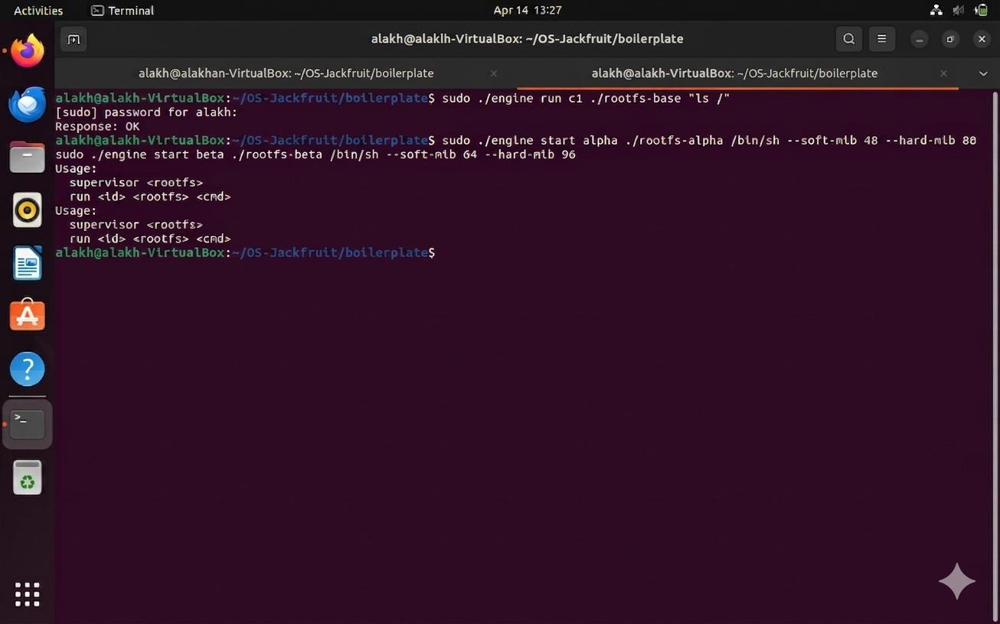 Activities
Terminal
Apr 14 13:27
alakh@alaklh-VirtualBox: ~/OS-Jackfruit/boilerplate
alakh@alakhan-VirtualBox: ~/OS-Jackfruit/boilerplate
alakh@alakh-VirtualBox: ~/OS-Jackfruit/boilerplate
alakh@alakh-VirtualBox:~/OS-Jackfruit/boilerplate$ sudo ./engine run c1 ./rootfs-base "ls /"
[sudo] password for alakh:
Response: OK
alakh@alakh-VirtualBox:~/OS-Jackfruit/boilerplate$ sudo ./engine start alpha ./rootfs-alpha /bin/sh --soft-mib 48 --hard-mib 80
sudo ./engine start beta ./rootfs-beta /bin/sh --soft-mib 64 --hard-mib 96
Usage:
  supervisor <rootfs>
  run <id> <rootfs> <cmd>
Usage:
  supervisor <rootfs>
  run <id> <rootfs> <cmd>
alakh@alakh-VirtualBox:~/OS-Jackfruit/boilerplate$